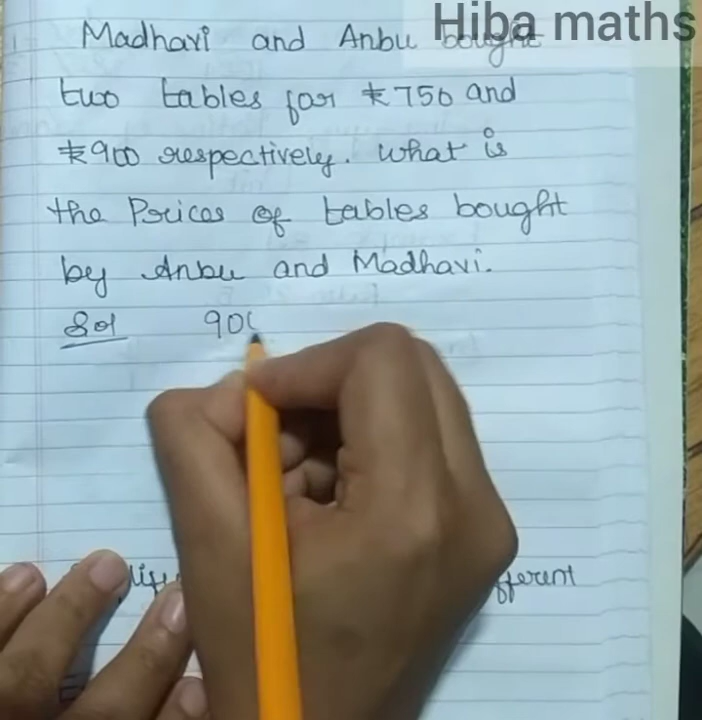 Hiba maths
Madhavi and Anbu bought
two tables for ₹750 and
₹900 respectively. What is
the Prices of tables bought
by Anbu and Madhavi.
Sol 90